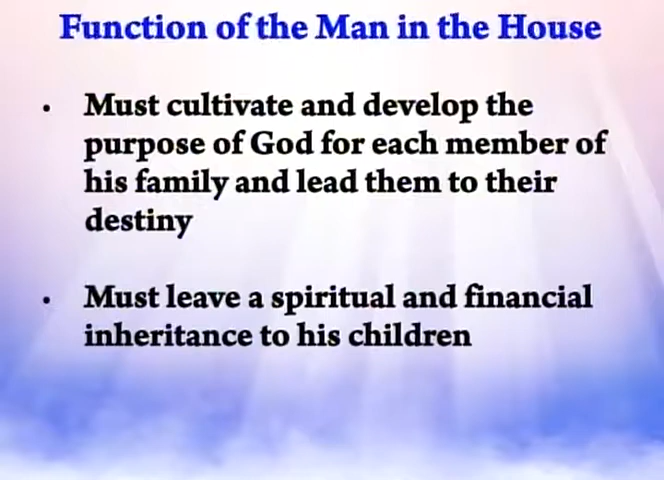 Function of the Man in the House
• Must cultivate and develop the
purpose of God for each member of
his family and lead them to their
destiny
• Must leave a spiritual and financial
inheritance to his children